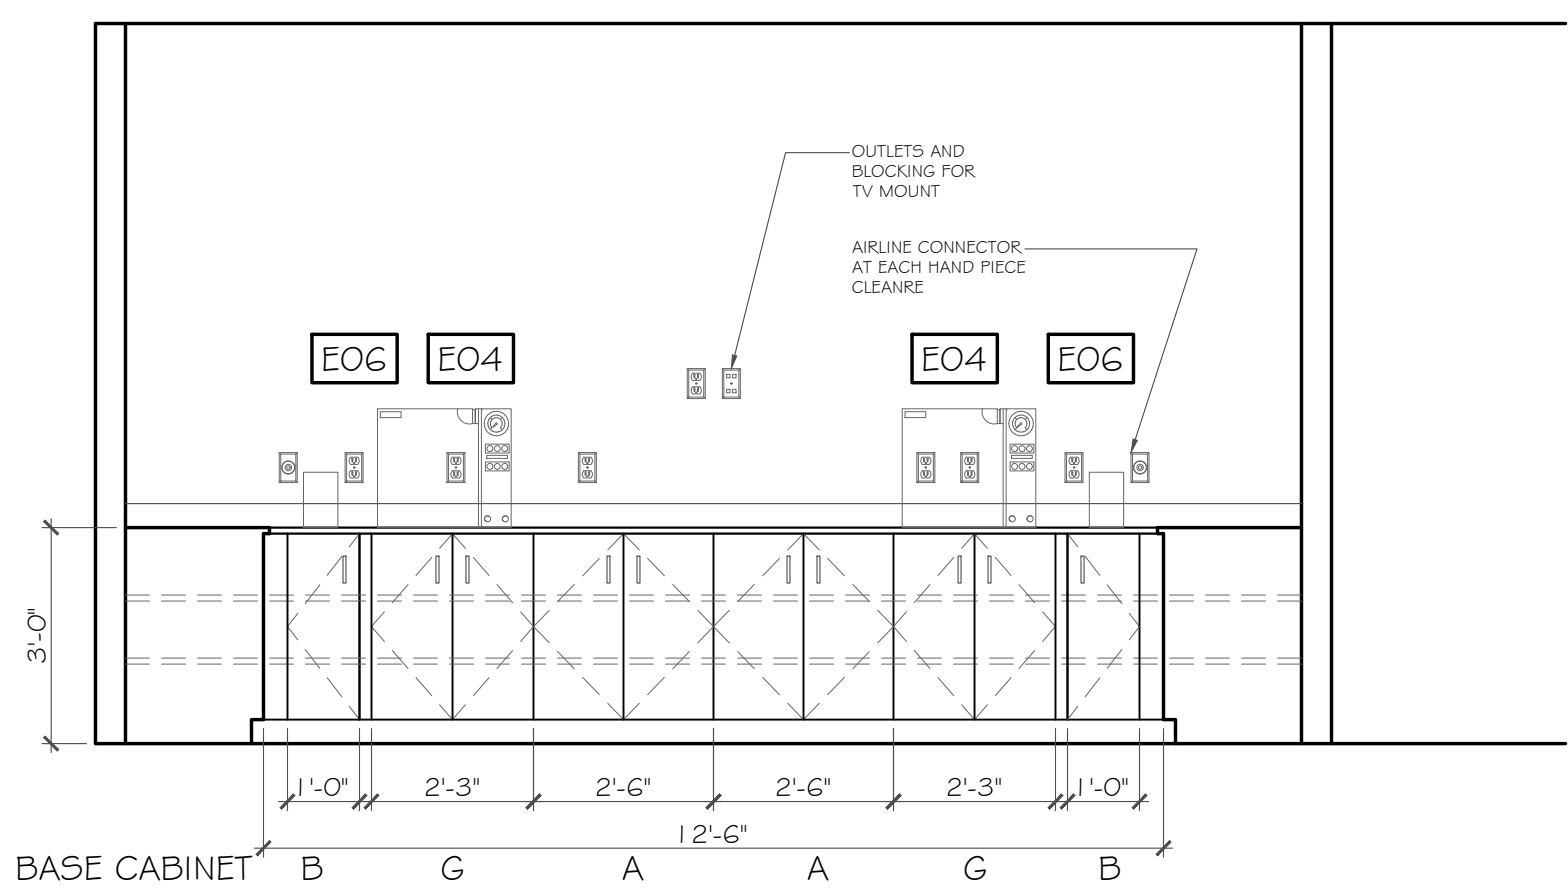 OUTLETS AND
BLOCKING FOR
TV MOUNT
AIRLINE CONNECTOR
AT EACH HAND PIECE
CLEANRE
E06
E04
E04
E06
3'-0"
1'-0"
2'-3"
2'-6"
2'-6"
2'-3"
1'-0"
12'-6"
BASE CABINET B G A A G B